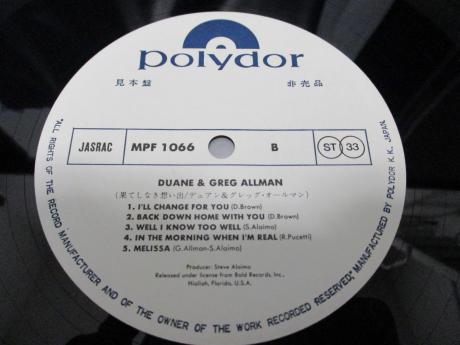 polydor
見本盤 非売品
JASRAC MPF 1066 B ST 33
DUANE & GREG ALLMAN
(果てしなき想い出/デュアン&グレッグ・オールマン)
1. I'LL CHANGE FOR YOU (D.Brown)
2. BACK DOWN HOME WITH YOU (D.Brown)
3. WELL I KNOW TOO WELL (S.Alaimo)
4. IN THE MORNING WHEN I'M REAL (R.Pucetti)
5. MELISSA (G.Allman-S.Alaimo)
Producer: Steve Alaimo
Released under license from Bold Records, Inc.,
Hialiah, Florida, U.S.A.
"ALL RIGHTS OF THE RECORD MANUFACTURER AND OF THE OWNER OF THE WORK RECORDED RESERVED." MANUFACTURED BY POLYDOR K.K. JAPAN